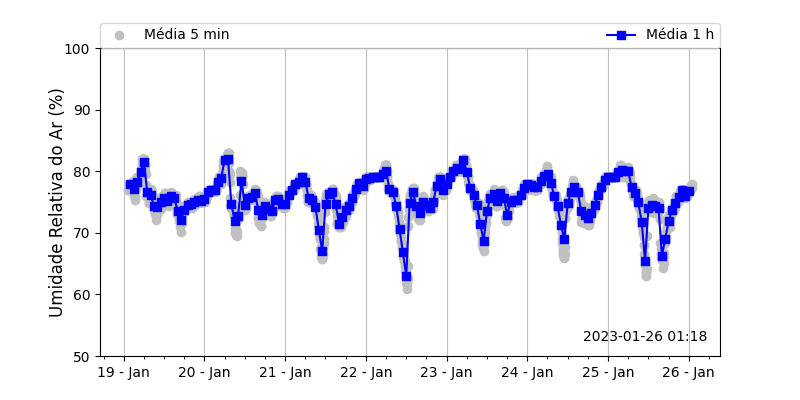 Média 5 min
Média 1 h
Umidade Relativa do Ar (%)
100
90
80
70
60
50
2023-01-26 01:18
19 - Jan
20 - Jan
21 - Jan
22 - Jan
23 - Jan
24 - Jan
25 - Jan
26 - Jan